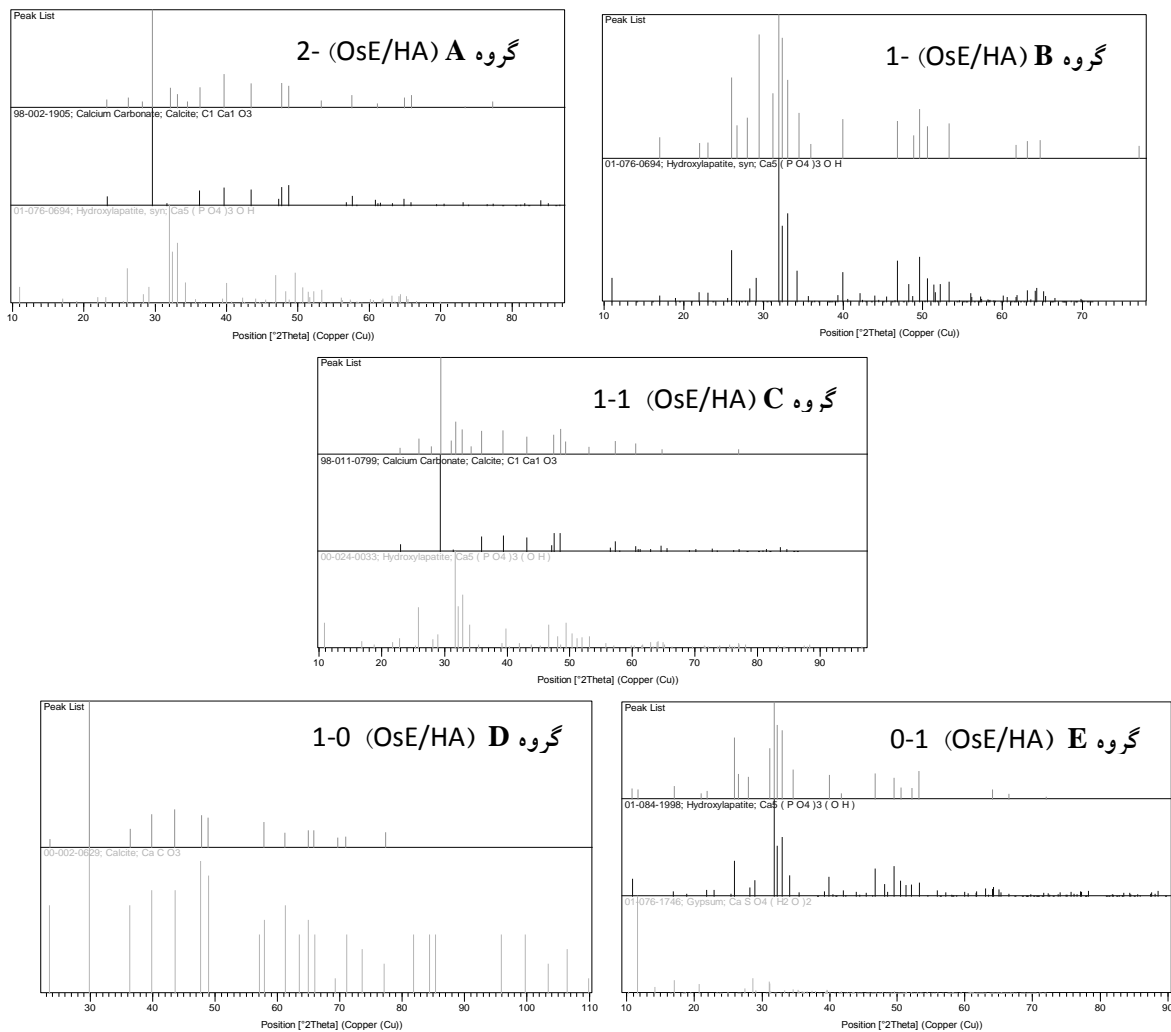 Peak List
2- (OsE/HA) A گروه
98-002-1905; Calcium Carbonate; Calcite; C1 Ca1 O3
01-076-0694; Hydroxylapatite, syn; Ca5 ( P O4 )3 O H
10 20 30 40 50 60 70 80
Position [°2Theta] (Copper (Cu))
Peak List
1- (OsE/HA) B گروه
01-076-0694; Hydroxylapatite, syn; Ca5 ( P O4 )3 O H
10 20 30 40 50 60 70
Position [°2Theta] (Copper (Cu))
Peak List
1-1 (OsE/HA) C گروه
98-011-0799; Calcium Carbonate; Calcite; C1 Ca1 O3
00-024-0033; Hydroxylapatite; Ca5 ( P O4 )3 ( O H )
10 20 30 40 50 60 70 80 90
Position [°2Theta] (Copper (Cu))
Peak List
1-0 (OsE/HA) D گروه
00-002-0629; Calcite; Ca C O3
30 40 50 60 70 80 90 100 110
Position [°2Theta] (Copper (Cu))
Peak List
0-1 (OsE/HA) E گروه
01-084-1998; Hydroxylapatite; Ca5 ( P O4 )3 ( O H )
01-076-1746; Gypsum; Ca S O4 ( H2 O )2
10 20 30 40 50 60 70 80 90
Position [°2Theta] (Copper (Cu))